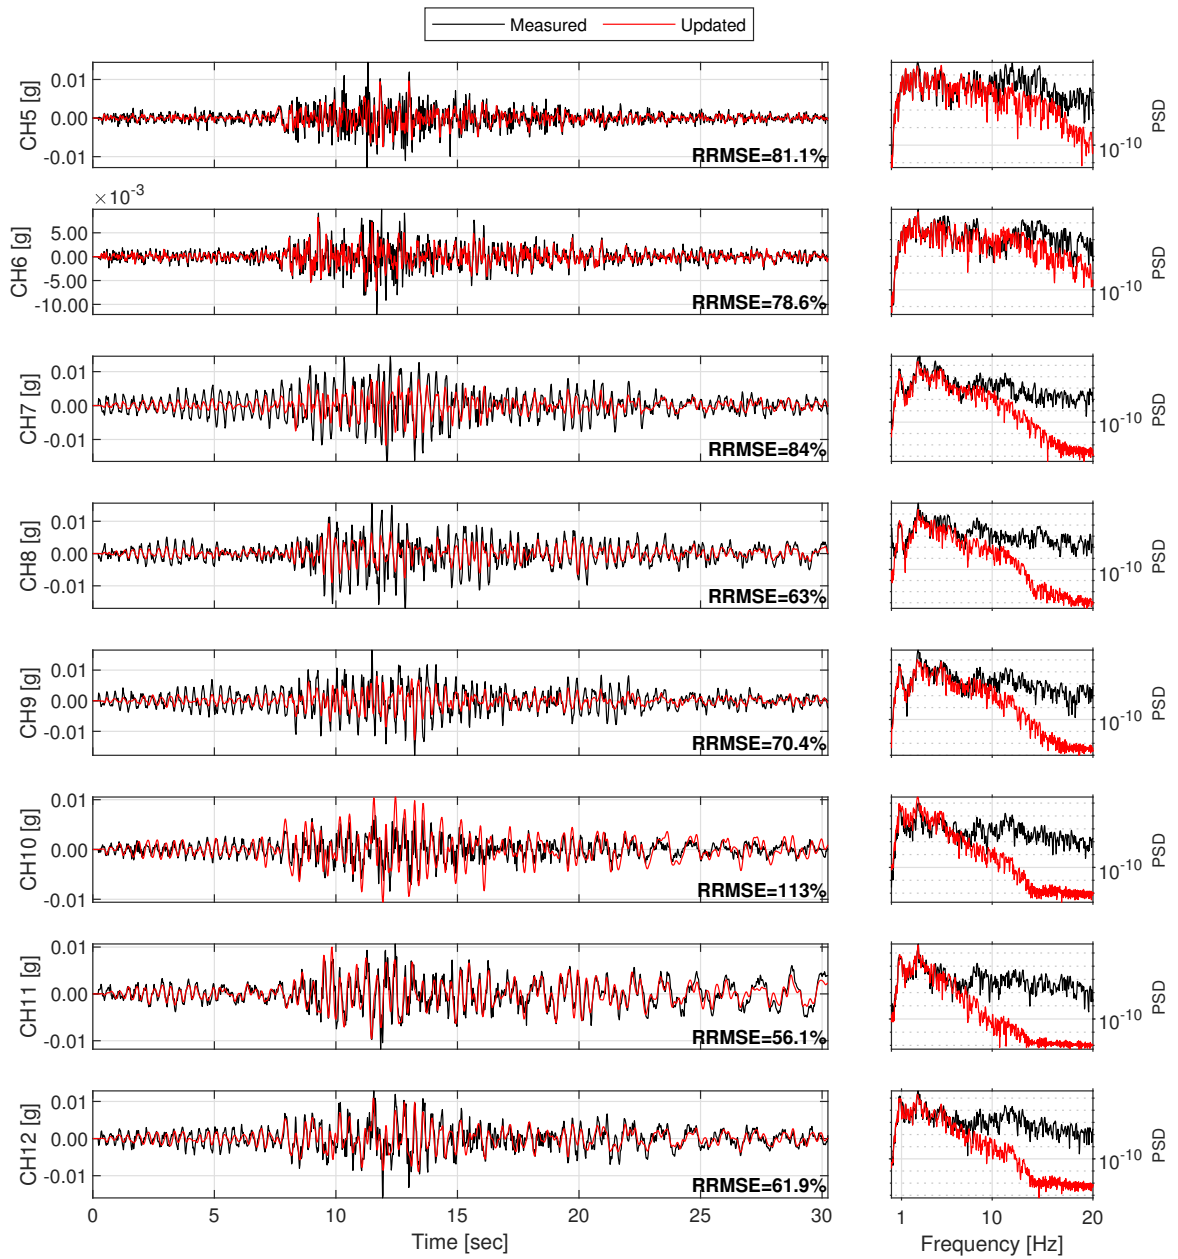 Measured Updated
CH5 [g]
0.01
0.00
-0.01
RRMSE=81.1%
10^-10
PSD
×10^-3
CH6 [g]
5.00
0.00
-5.00
-10.00
RRMSE=78.6%
10^-10
PSD
CH7 [g]
0.01
0.00
-0.01
RRMSE=84%
10^-10
PSD
CH8 [g]
0.01
0.00
-0.01
RRMSE=63%
10^-10
PSD
CH9 [g]
0.01
0.00
-0.01
RRMSE=70.4%
10^-10
PSD
CH10 [g]
0.01
0.00
-0.01
RRMSE=113%
10^-10
PSD
CH11 [g]
0.01
0.00
-0.01
RRMSE=56.1%
10^-10
PSD
CH12 [g]
0.01
0.00
-0.01
RRMSE=61.9%
10^-10
PSD
0 5 10 15 20 25 30
Time [sec]
1 10 20
Frequency [Hz]